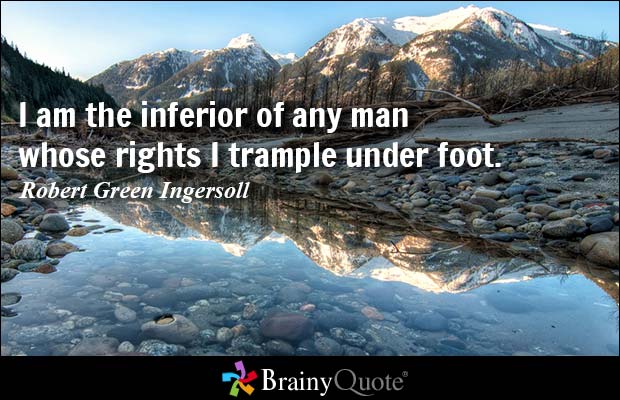 I am the inferior of any man
whose rights I trample under foot.
Robert Green Ingersoll
BrainyQuote®